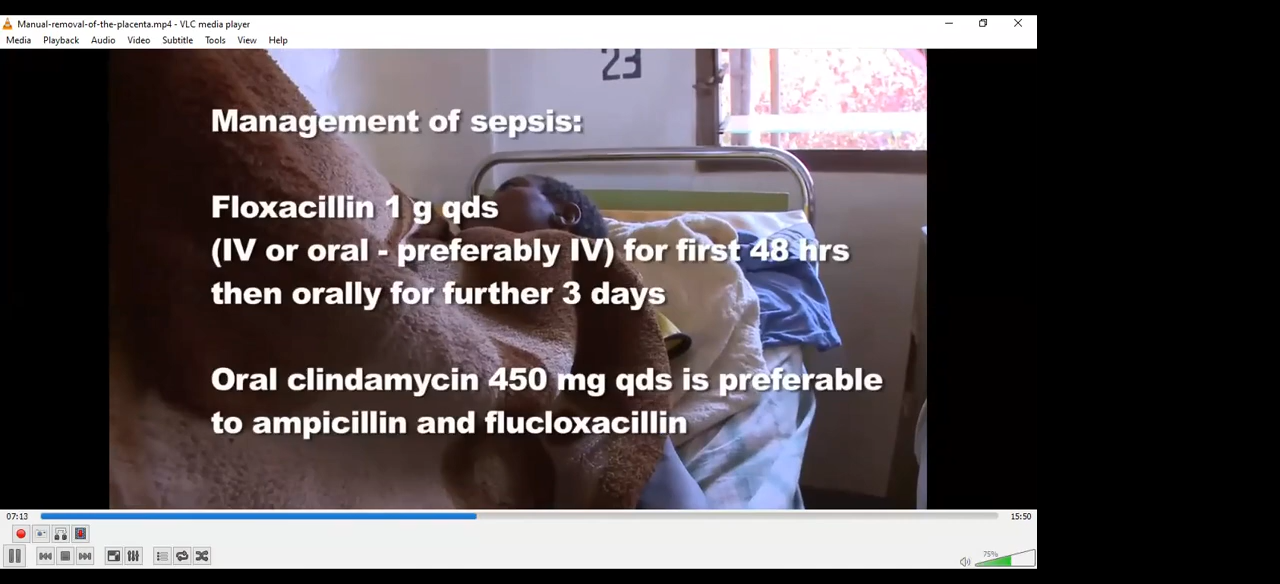 Manual-removal-of-the-placenta.mp4 - VLC media player
Media Playback Audio Video Subtitle Tools View Help
23
Management of sepsis:
Floxacillin 1 g qds
(IV or oral - preferably IV) for first 48 hrs
then orally for further 3 days
Oral clindamycin 450 mg qds is preferable
to ampicillin and flucloxacillin
07:13 15:50
75%